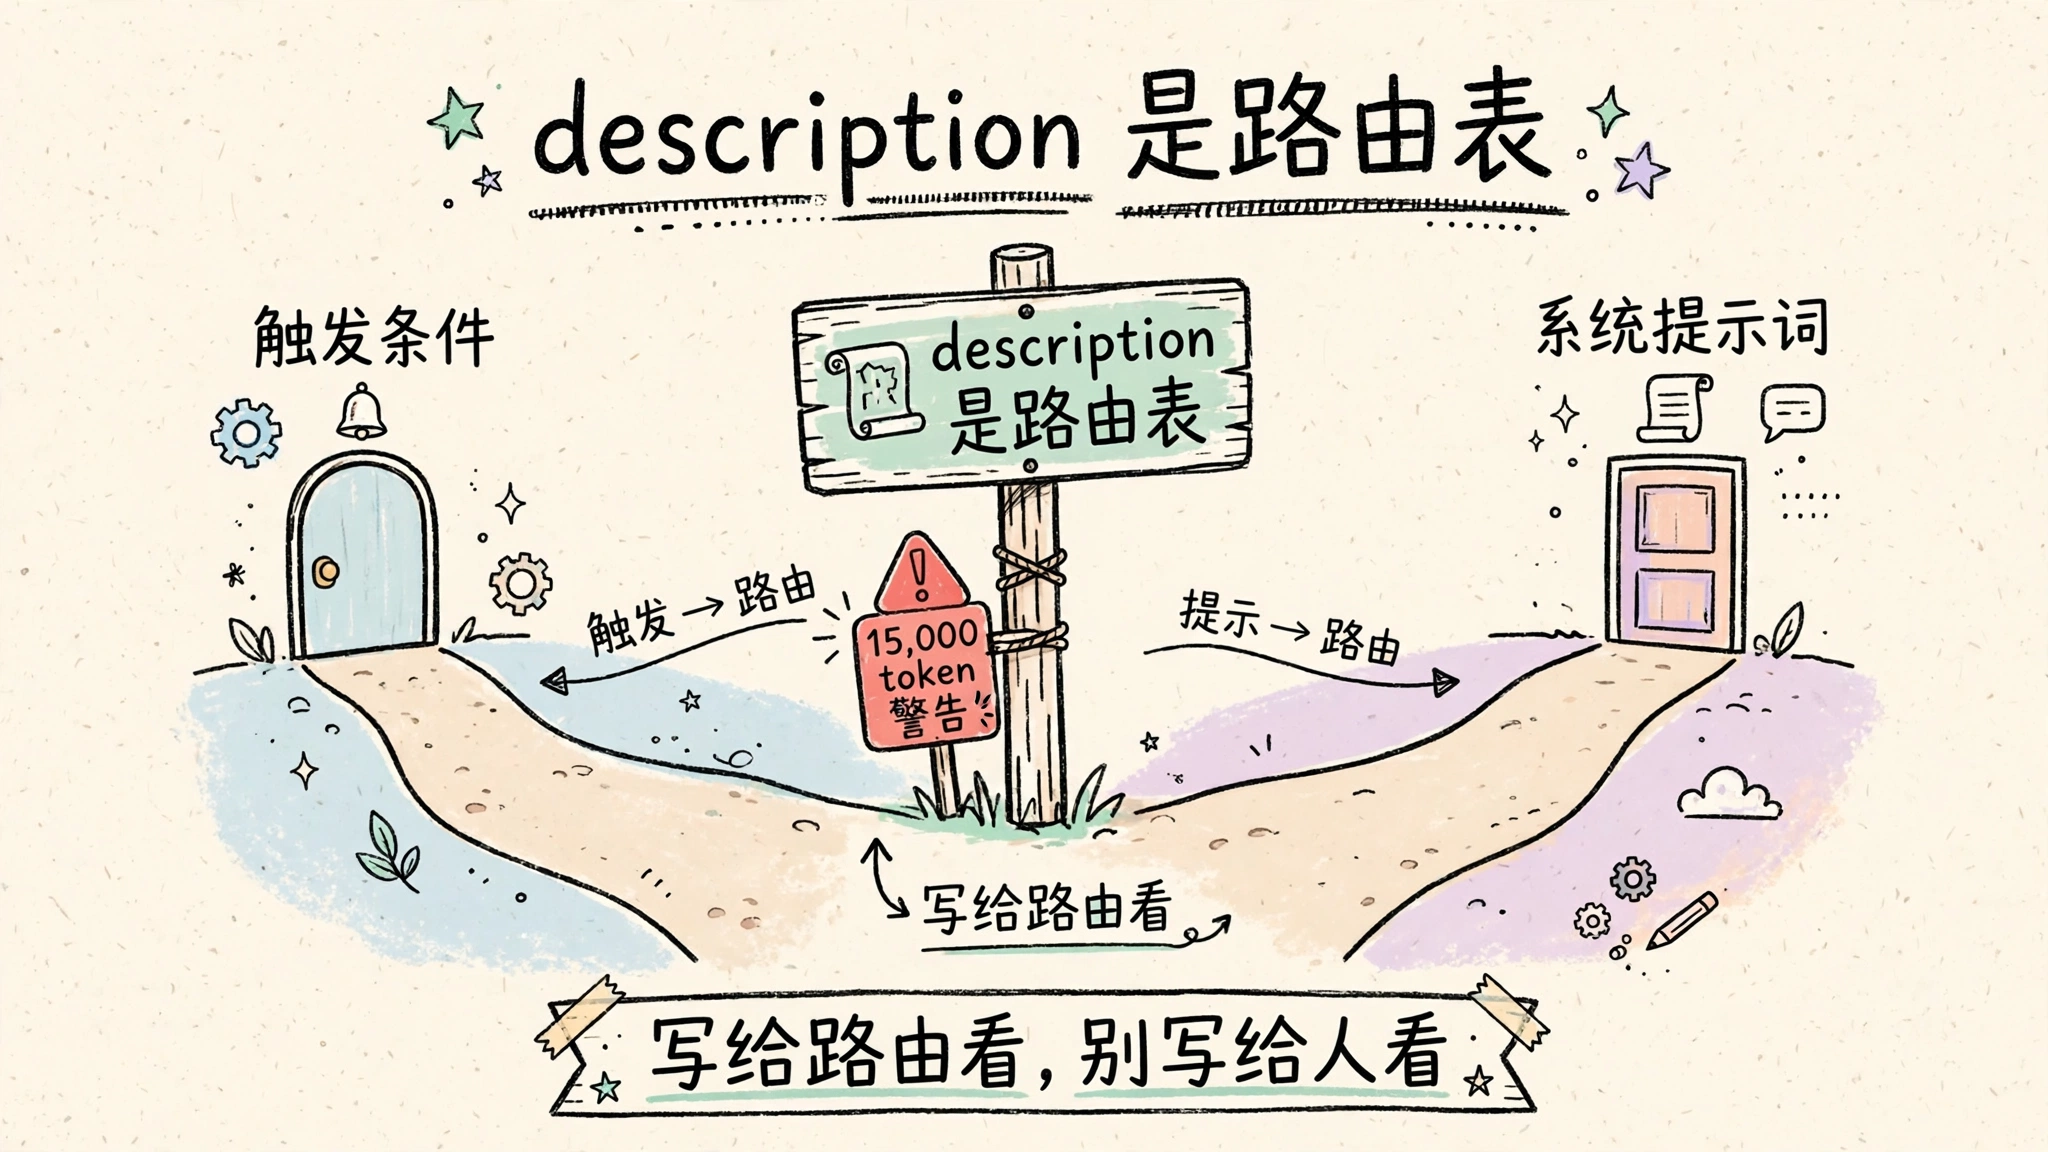 description 是路由表
触发条件
系统提示词
description
是路由表
触发 → 路由
提示 → 路由
15,000
token
警告
写给路由看
写给路由看，别写给人看